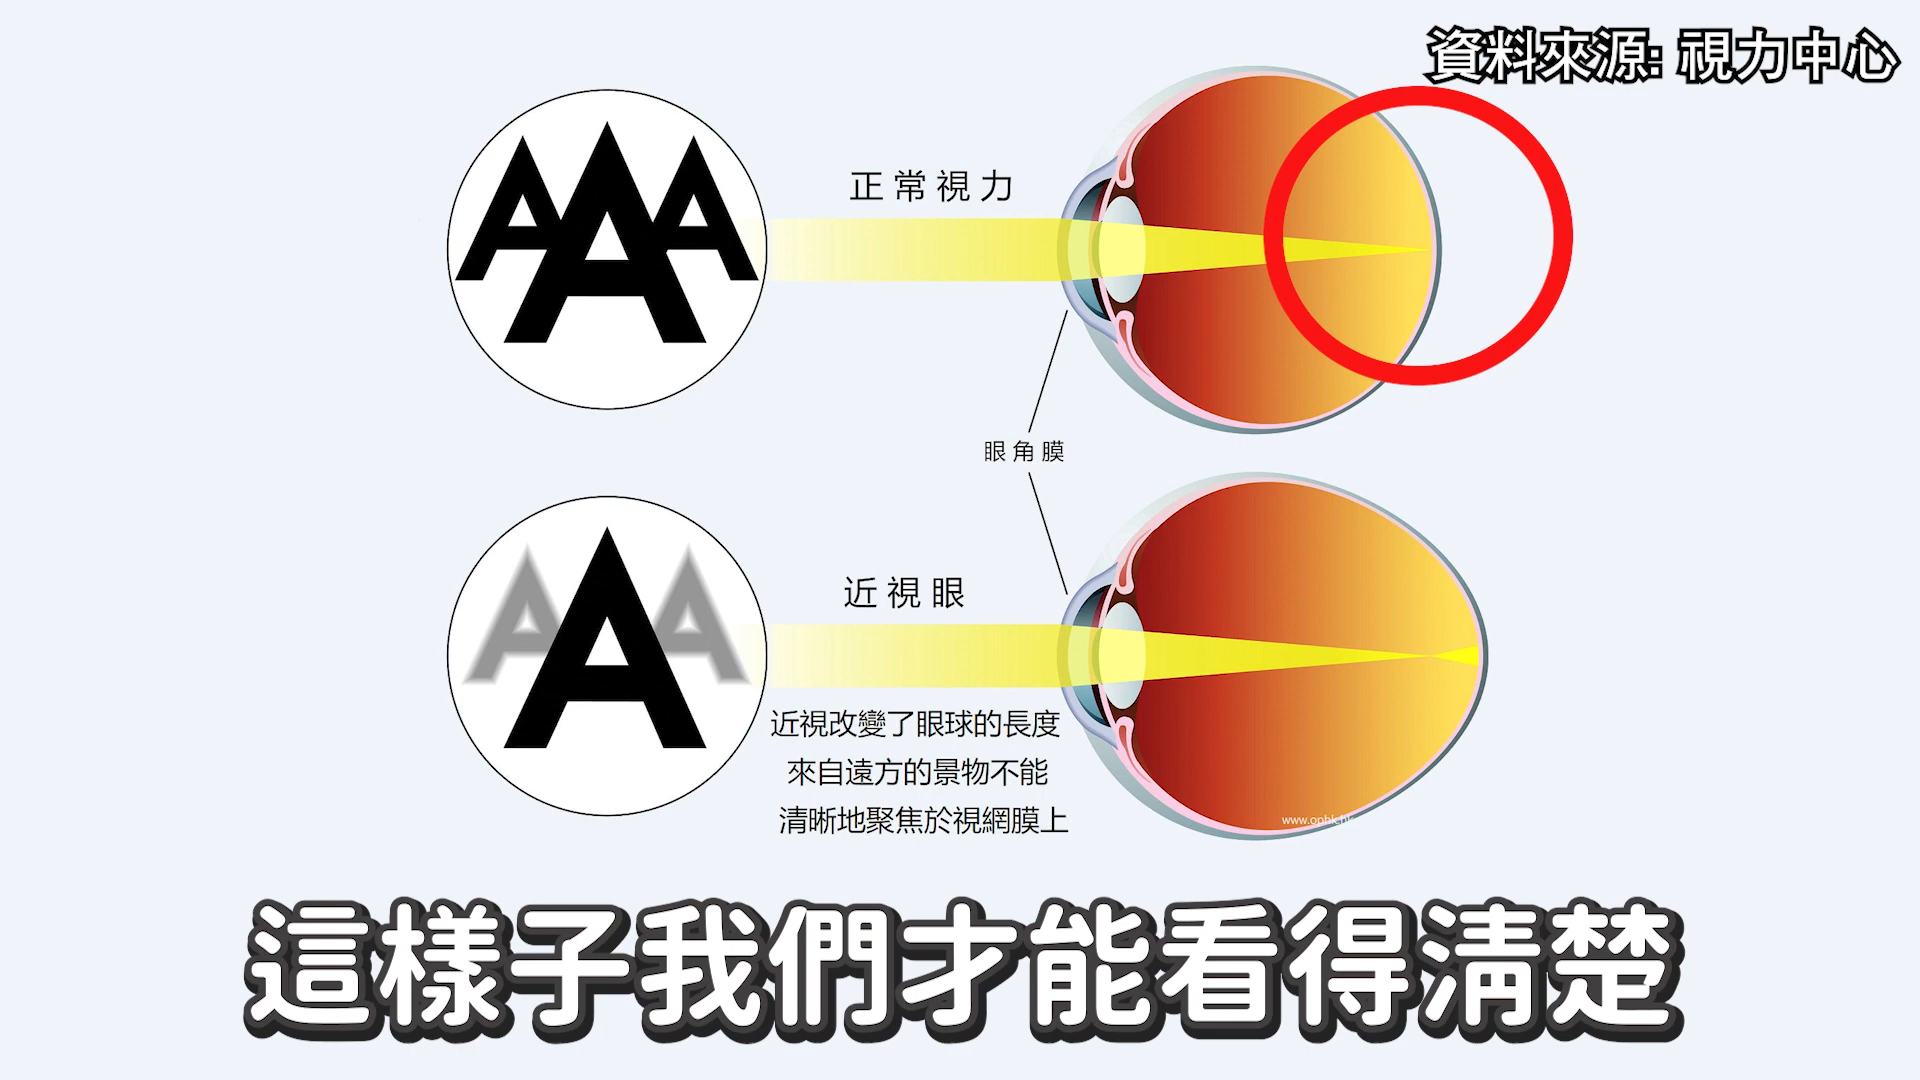 資料來源: 視力中心
AAA
正常視力
眼角膜
AAA
近視眼
近視改變了眼球的長度
來自遠方的景物不能
清晰地聚焦於視網膜上
這樣子我們才能看得清楚